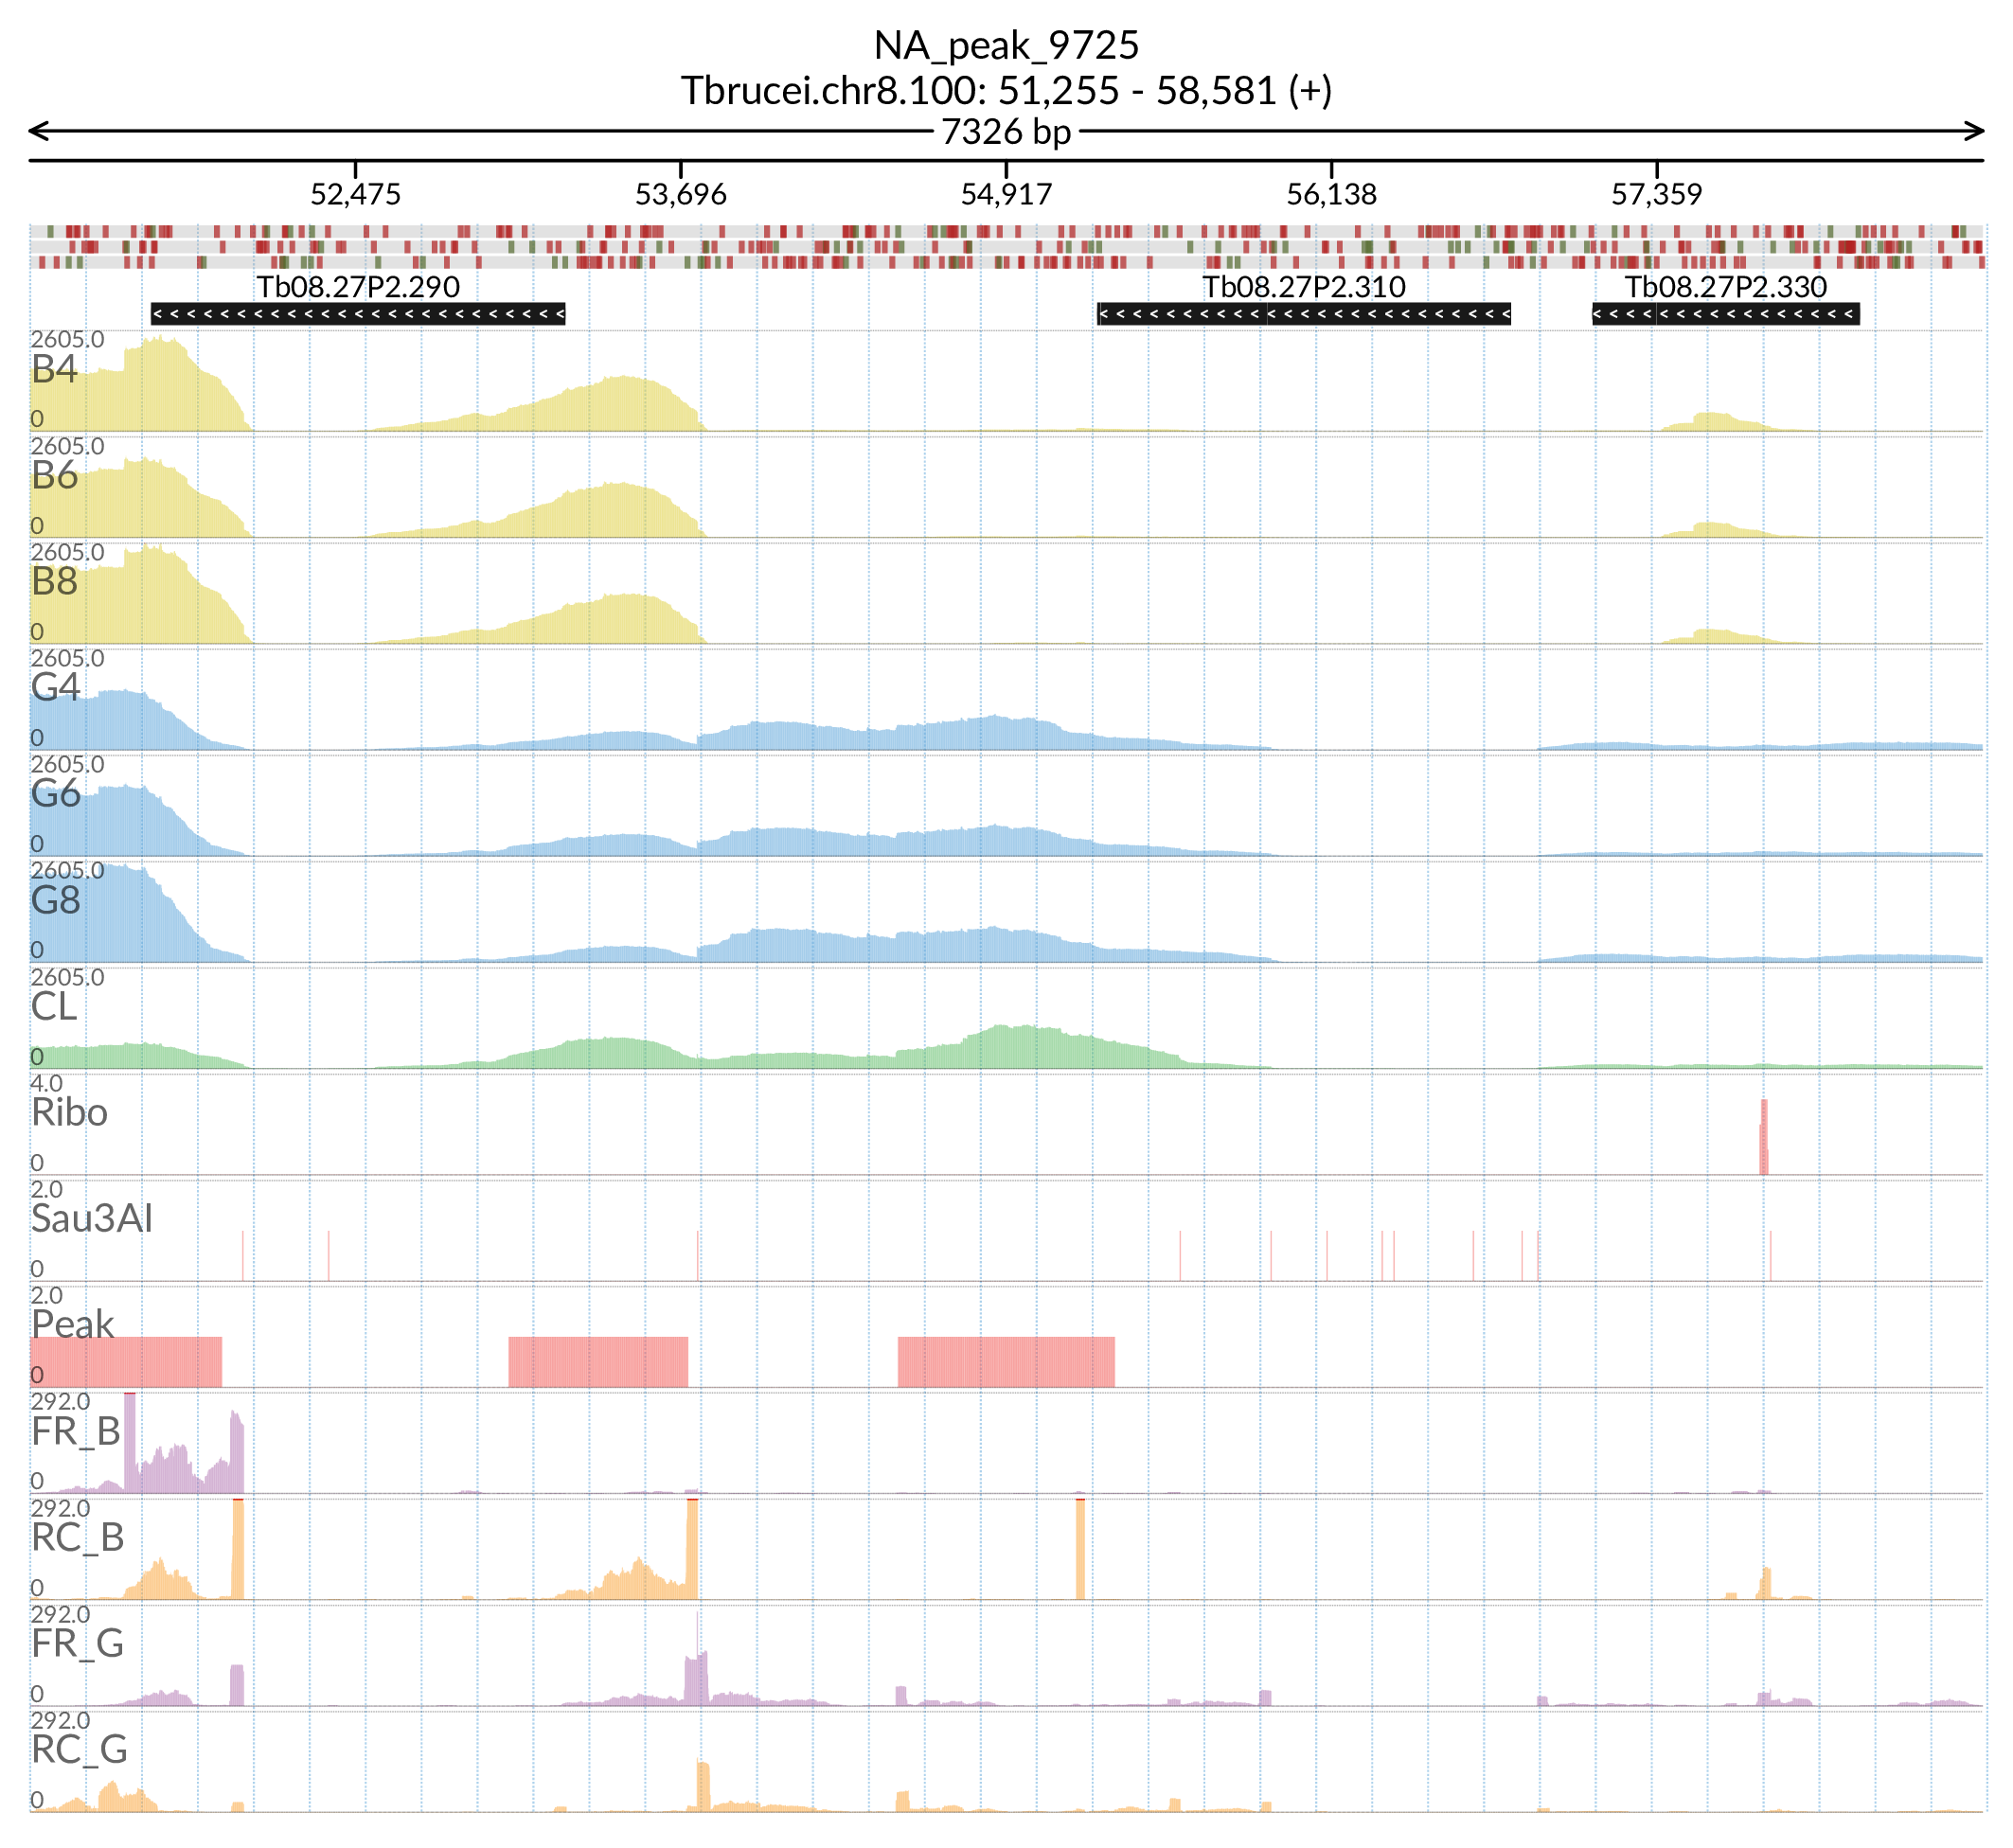 NA_peak_9725
Tbrucei.chr8.100: 51,255 - 58,581 (+)
7326 bp
52,475 53,696 54,917 56,138 57,359
Tb08.27P2.290 Tb08.27P2.310 Tb08.27P2.330
2605.0
B4
0
2605.0
B6
0
2605.0
B8
0
2605.0
G4
0
2605.0
G6
0
2605.0
G8
0
2605.0
CL
0
4.0
Ribo
0
2.0
Sau3AI
0
2.0
Peak
0
292.0
FR_B
0
292.0
RC_B
0
292.0
FR_G
0
292.0
RC_G
0